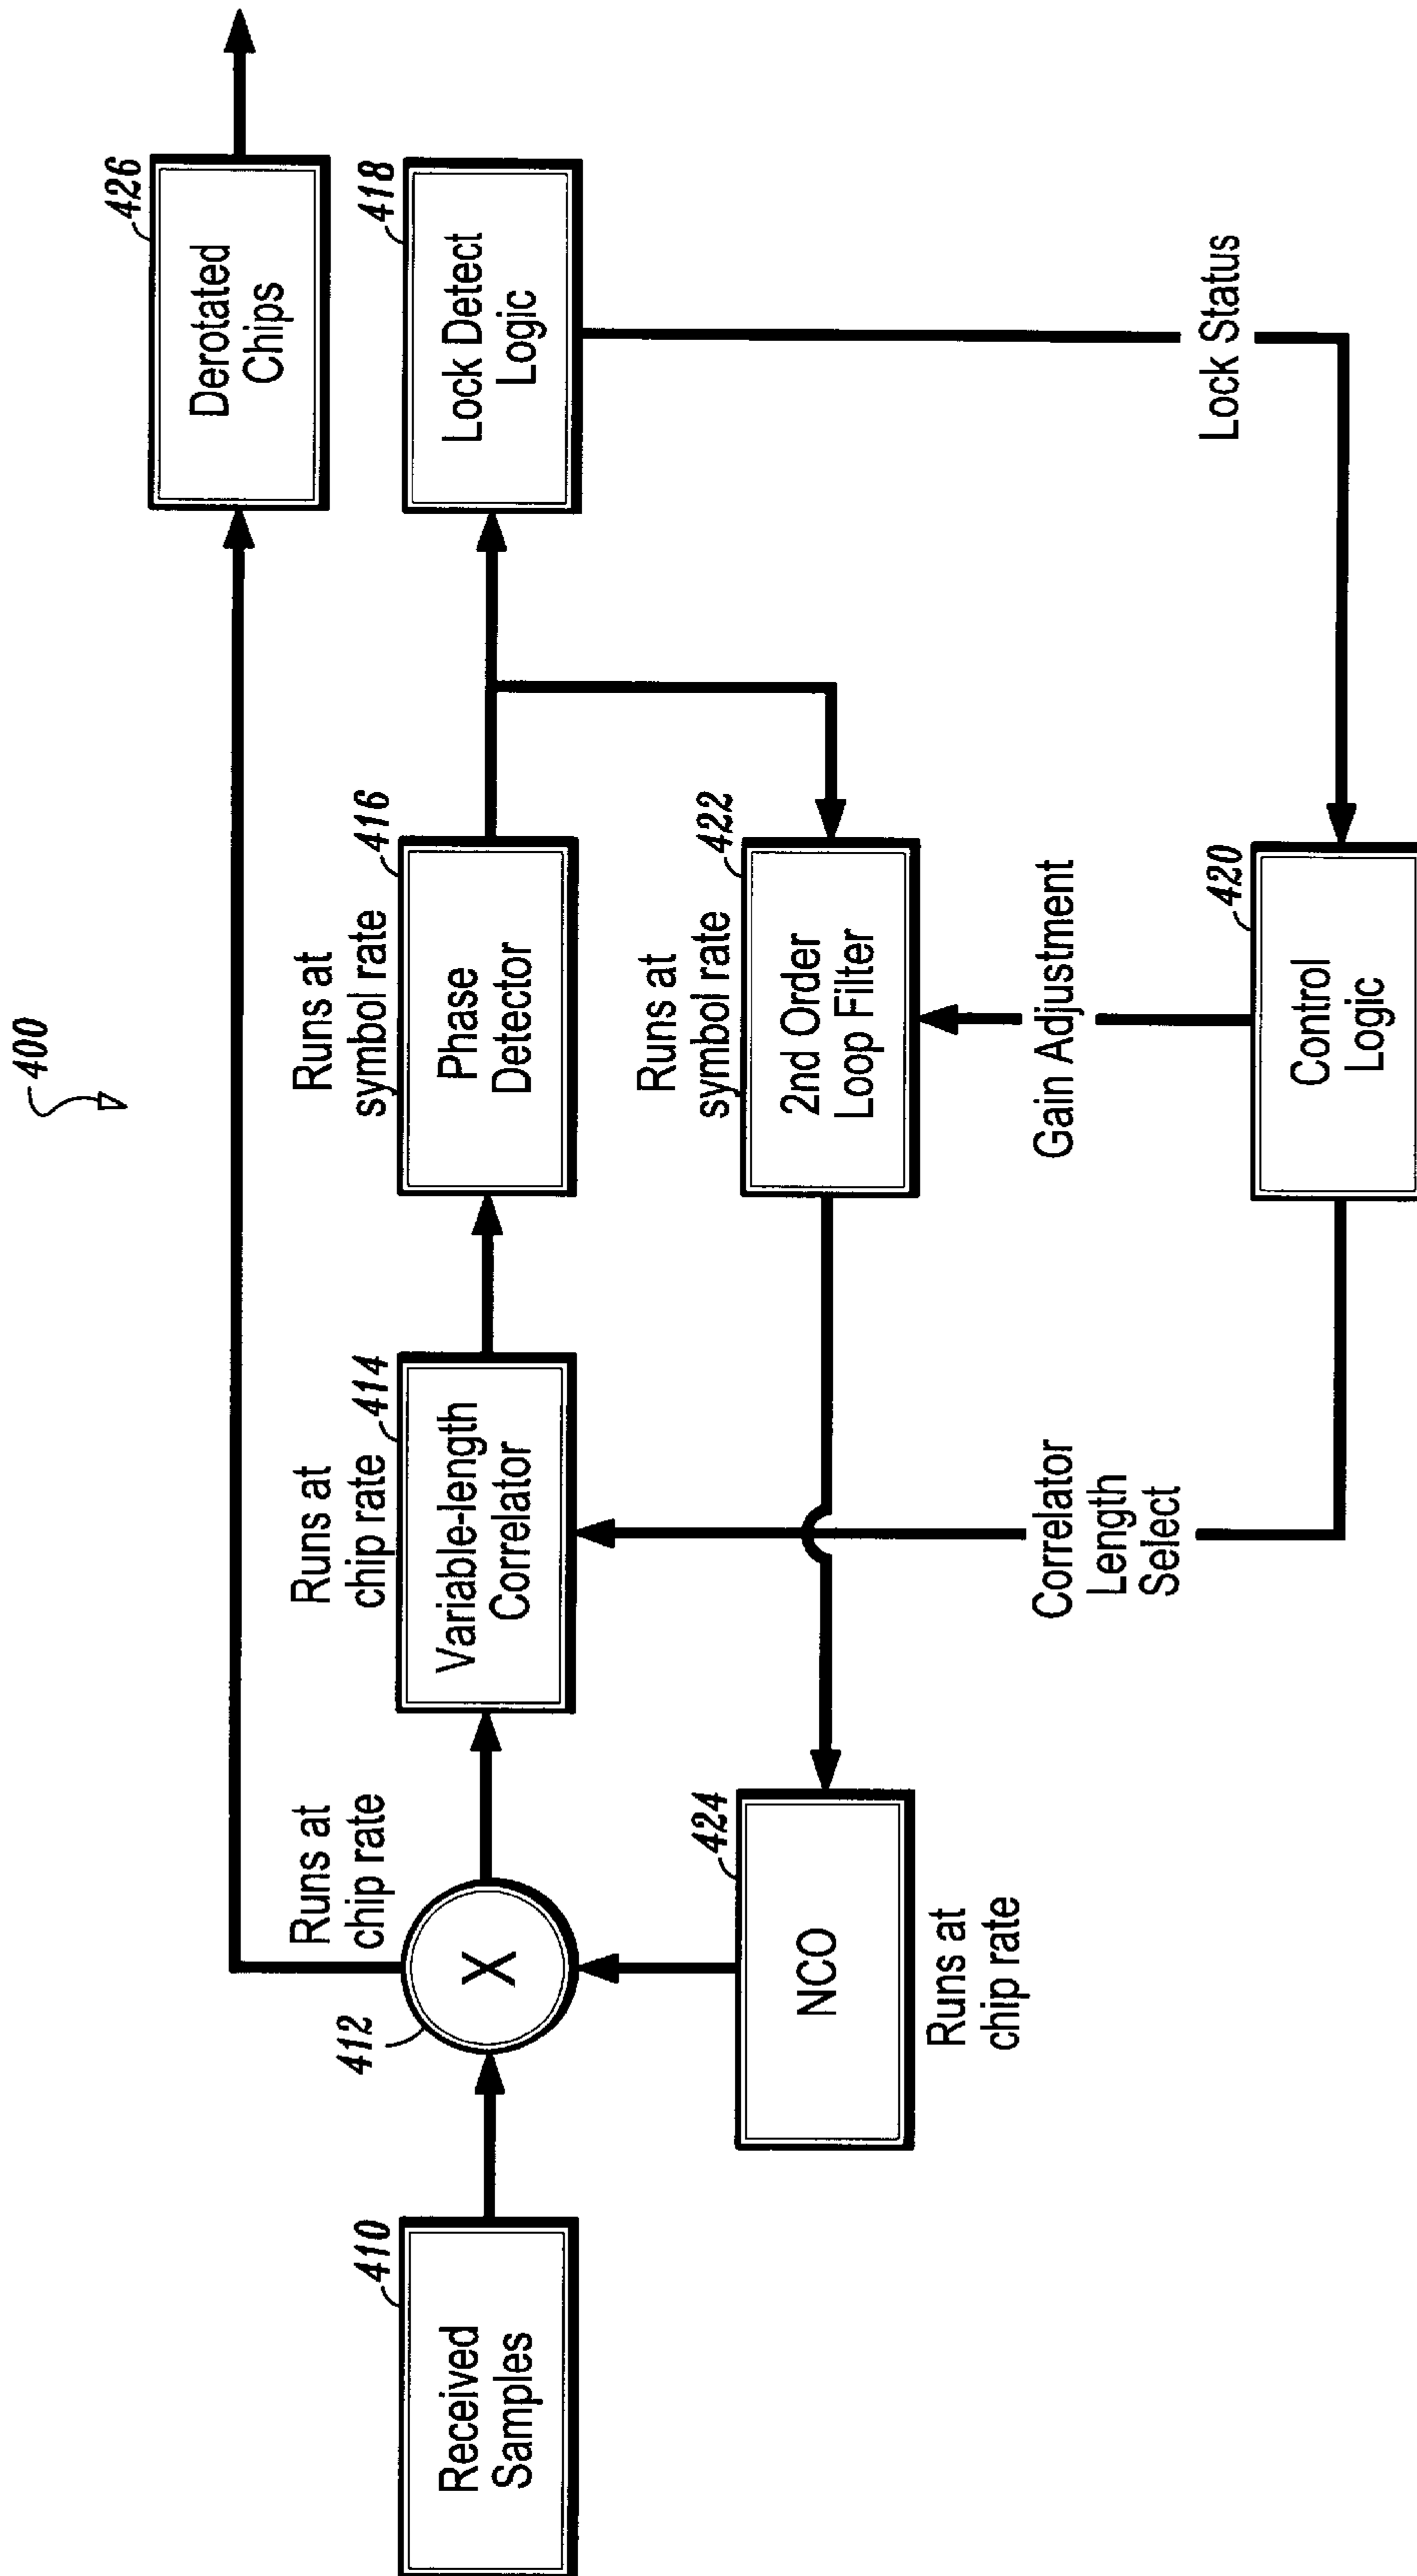 400
426
Derotated
Chips
Runs at
chip rate
Runs at
chip rate
Runs at
symbol rate
412
414
416
418
410
Received
Samples
X
Variable-length
Correlator
Phase
Detector
Lock Detect
Logic
Runs at
symbol rate
424
422
NCO
2nd Order
Loop Filter
Runs at
chip rate
Correlator
Length
Select
Gain Adjustment
Lock Status
420
Control
Logic